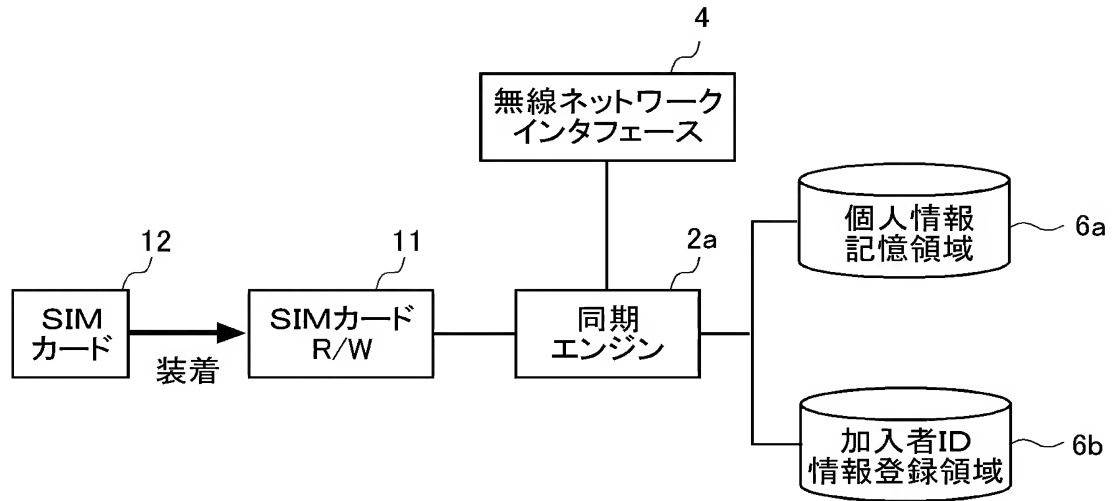 4
無線ネットワーク
インタフェース
個人情報
記憶領域
6a
12
11
2a
SIM
カード
装着
SIMカード
R/W
同期
エンジン
加入者ID
情報登録領域
6b